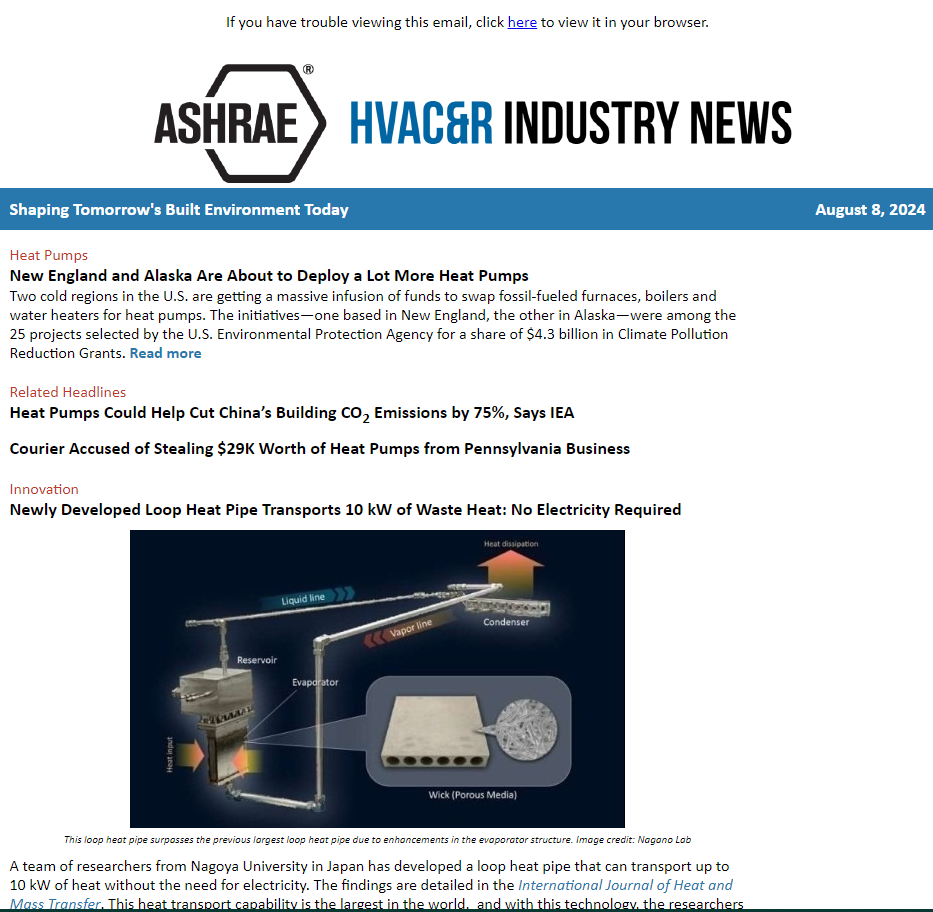 If you have trouble viewing this email, click here to view it in your browser.
ASHRAE®
HVAC&R INDUSTRY NEWS
Shaping Tomorrow's Built Environment Today
August 8, 2024
Heat Pumps
New England and Alaska Are About to Deploy a Lot More Heat Pumps
Two cold regions in the U.S. are getting a massive infusion of funds to swap fossil-fueled furnaces, boilers and
water heaters for heat pumps. The initiatives—one based in New England, the other in Alaska—were among the
25 projects selected by the U.S. Environmental Protection Agency for a share of $4.3 billion in Climate Pollution
Reduction Grants. Read more
Related Headlines
Heat Pumps Could Help Cut China’s Building CO₂ Emissions by 75%, Says IEA
Courier Accused of Stealing $29K Worth of Heat Pumps from Pennsylvania Business
Innovation
Newly Developed Loop Heat Pipe Transports 10 kW of Waste Heat: No Electricity Required
Heat dissipation
Liquid line
Vapor line
Condenser
Reservoir
Evaporator
Heat input
Wick (Porous Media)
This loop heat pipe surpasses the previous largest loop heat pipe due to enhancements in the evaporator structure. Image credit: Nagano Lab
A team of researchers from Nagoya University in Japan has developed a loop heat pipe that can transport up to
10 kW of heat without the need for electricity. The findings are detailed in the International Journal of Heat and
Mass Transfer. This heat transport capability is the largest in the world, and with this technology, the researchers